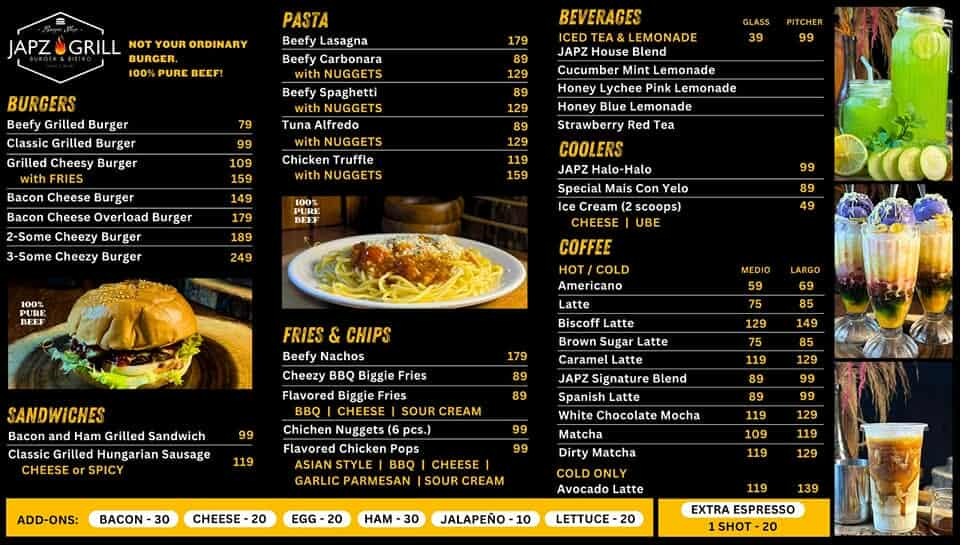 Burger Shop
JAPZ GRILL
BURGER & BISTRO
NOT YOUR ORDINARY
BURGER.
100% PURE BEEF!
BURGERS
Beefy Grilled Burger 79
Classic Grilled Burger 99
Grilled Cheesy Burger 109
with FRIES 159
Bacon Cheese Burger 149
Bacon Cheese Overload Burger 179
2-Some Cheezy Burger 189
3-Some Cheezy Burger 249
100%
PURE
BEEF
SANDWICHES
Bacon and Ham Grilled Sandwich 99
Classic Grilled Hungarian Sausage 119
CHEESE or SPICY
PASTA
Beefy Lasagna 179
Beefy Carbonara 89
with NUGGETS 129
Beefy Spaghetti 89
with NUGGETS 129
Tuna Alfredo 89
with NUGGETS 129
Chicken Truffle 119
with NUGGETS 159
100%
PURE
BEEF
FRIES & CHIPS
Beefy Nachos 179
Cheezy BBQ Biggie Fries 89
Flavored Biggie Fries 89
BBQ | CHEESE | SOUR CREAM
Chichen Nuggets (6 pcs.) 99
Flavored Chicken Pops 99
ASIAN STYLE | BBQ | CHEESE |
GARLIC PARMESAN | SOUR CREAM
BEVERAGES GLASS PITCHER
ICED TEA & LEMONADE 39 99
JAPZ House Blend
Cucumber Mint Lemonade
Honey Lychee Pink Lemonade
Honey Blue Lemonade
Strawberry Red Tea
COOLERS
JAPZ Halo-Halo 99
Special Mais Con Yelo 89
Ice Cream (2 scoops) 49
CHEESE | UBE
COFFEE
HOT / COLD MEDIO LARGO
Americano 59 69
Latte 75 85
Biscoff Latte 129 149
Brown Sugar Latte 75 85
Caramel Latte 119 129
JAPZ Signature Blend 89 99
Spanish Latte 89 99
White Chocolate Mocha 119 129
Matcha 109 119
Dirty Matcha 119 129
COLD ONLY
Avocado Latte 119 139
ADD-ONS: BACON - 30 CHEESE - 20 EGG - 20 HAM - 30 JALAPEÑO - 10 LETTUCE - 20
EXTRA ESPRESSO
1 SHOT - 20